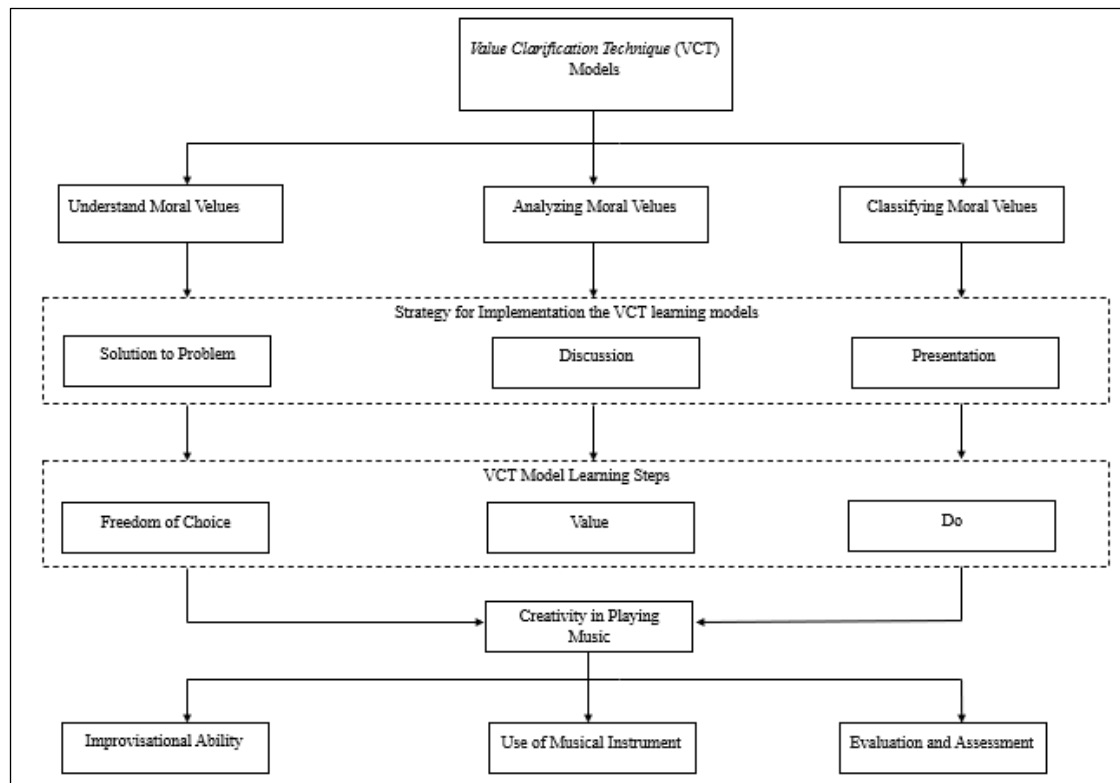 Value Clarification Technique (VCT)
Models
Understand Moral Velues
Analyzing Moral Velues
Classifying Moral Velues
Strategy for Implementation the VCT learning models
Solution to Problem
Discussion
Presentation
VCT Model Learning Steps
Freedom of Choice
Value
Do
Creativity in Playing
Music
Improvisational Ability
Use of Musical Instrument
Evaluation and Assessment